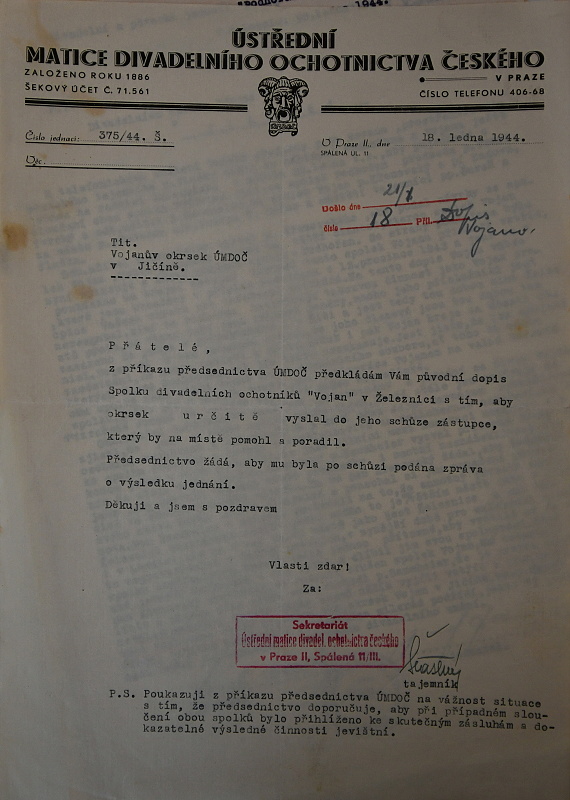 1944.
ÚSTŘEDNÍ
MATICE DIVADELNÍHO OCHOTNICTVA ČESKÉHO
ZALOŽENO ROKU 1886
V PRAZE
ŠEKOVÝ ÚČET Č. 71.561
ČÍSLO TELEFONU 406-68
Číslo jednací: 375/44. Š.
V Praze II., dne 18. ledna 1944.
SPÁLENÁ UL. 11
Věc.
Došlo dne 21/1
číslo 18 Příl. dopis
Vojanov
Tit.
Vojanův okrsek ÚMDOČ
v Jičíně.
P ř á t e l é ,
z příkazu předsednictva ÚMDOČ předkládám Vám původní dopis
Spolku divadelních ochotníků "Vojan" v Železnici s tím, aby
okrsek u r č i t ě vyslal do jeho schůze zástupce,
který by na místě pomohl a poradil.
Předsednictvo žádá, aby mu byla po schůzi podána zpráva
o výsledku jednání.
Děkuji a jsem s pozdravem
Vlasti zdar!
Za:
Sekretariát
Ústřední matice divadel. ochotnictva českého
v Praze II, Spálená 11/III.
tajemník
P.S. Poukazuji z příkazu předsednictva ÚMDOČ na vážnost situace
s tím, že předsednictvo doporučuje, aby při případném slou-
čení obou spolků bylo přihlíženo ke skutečným zásluhám a do-
kazatelné výsledné činnosti jevištní.